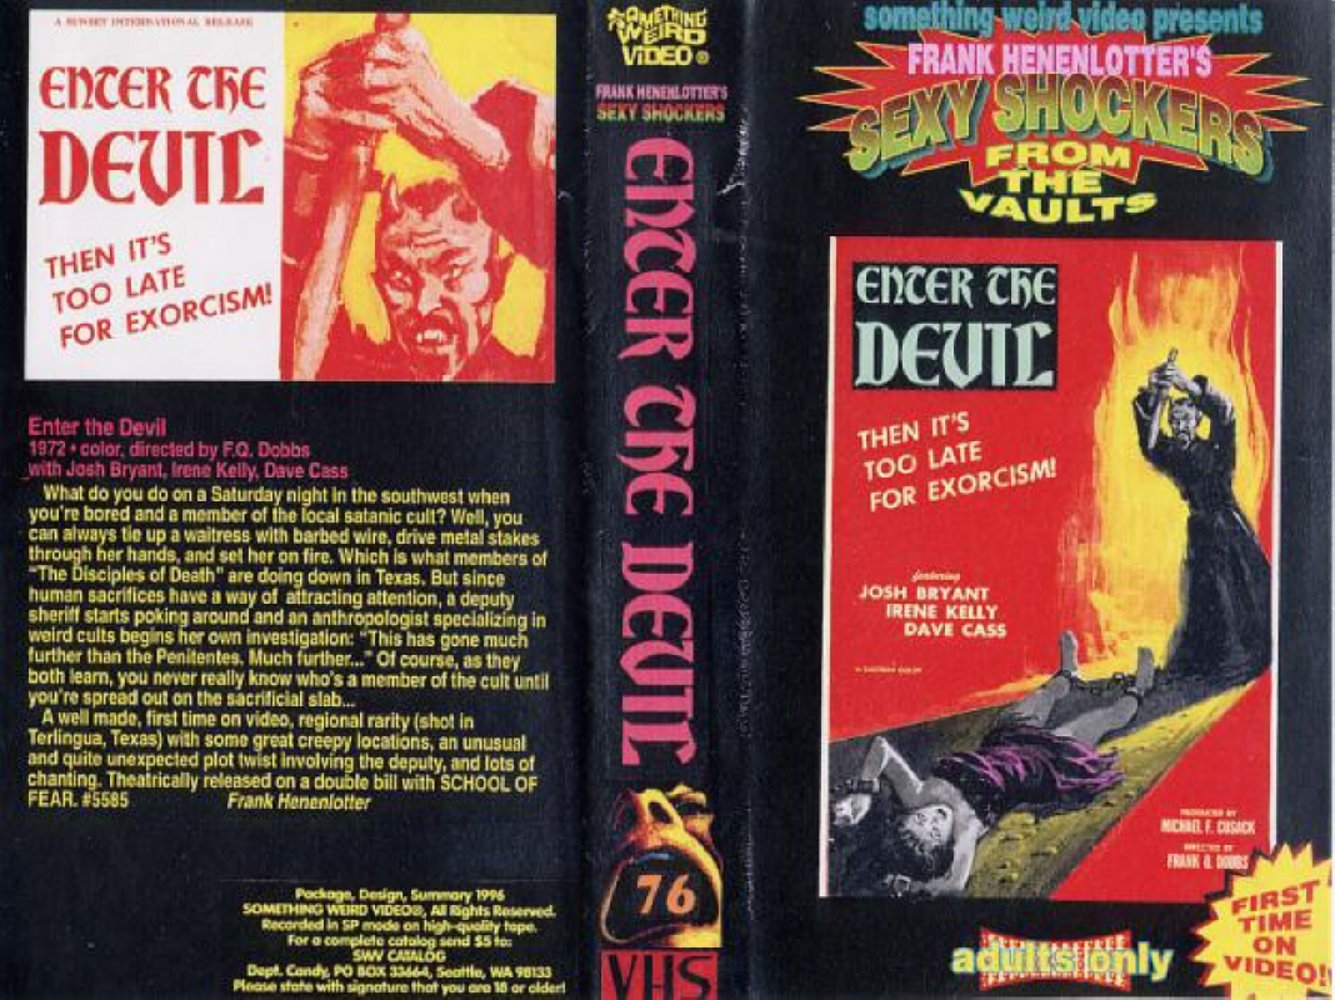 A SUNSET INTERNATIONAL RELEASE
ENTER THE
DEVIL
THEN IT'S
TOO LATE
FOR EXORCISM!
Enter the Devil
1972 • color, directed by F.Q. Dobbs
with Josh Bryant, Irene Kelly, Dave Cass
What do you do on a Saturday night in the southwest when
you're bored and a member of the local satanic cult? Well, you
can always tie up a waitress with barbed wire, drive metal stakes
through her hands, and set her on fire. Which is what members of
"The Disciples of Death" are doing down in Texas. But since
human sacrifices have a way of attracting attention, a deputy
sheriff starts poking around and an anthropologist specializing in
weird cults begins her own investigation: "This has gone much
further than the Penitentes. Much further..." Of course, as they
both learn, you never really know who's a member of the cult until
you're spread out on the sacrificial slab...
A well made, first time on video, regional rarity (shot in
Terlingua, Texas) with some great creepy locations, an unusual
and quite unexpected plot twist involving the deputy, and lots of
chanting. Theatrically released on a double bill with SCHOOL OF
FEAR. #5585 Frank Henenlotter
Package, Design, Summary 1996
SOMETHING WEIRD VIDEO®, All Rights Reserved.
Recorded in SP mode on high-quality tape.
For a complete catalog send $5 to:
SWV CATALOG
Dept. Candy, PO BOX 33664, Seattle, WA 98133
Please state with signature that you are 18 or older!
SOMETHING
WEIRD
VIDEO®
FRANK HENENLOTTER'S
SEXY SHOCKERS
ENTER THE DEVIL
76
VHS
something weird video presents
FRANK HENENLOTTER'S
SEXY SHOCKERS
FROM
THE
VAULTS
ENTER THE
DEVIL
THEN IT'S
TOO LATE
FOR EXORCISM!
featuring
JOSH BRYANT
IRENE KELLY
DAVE CASS
PRODUCED BY
MICHAEL F. CUSACK
DIRECTED BY
FRANK Q. DOBBS
adults only
FIRST
TIME
ON
VIDEO!